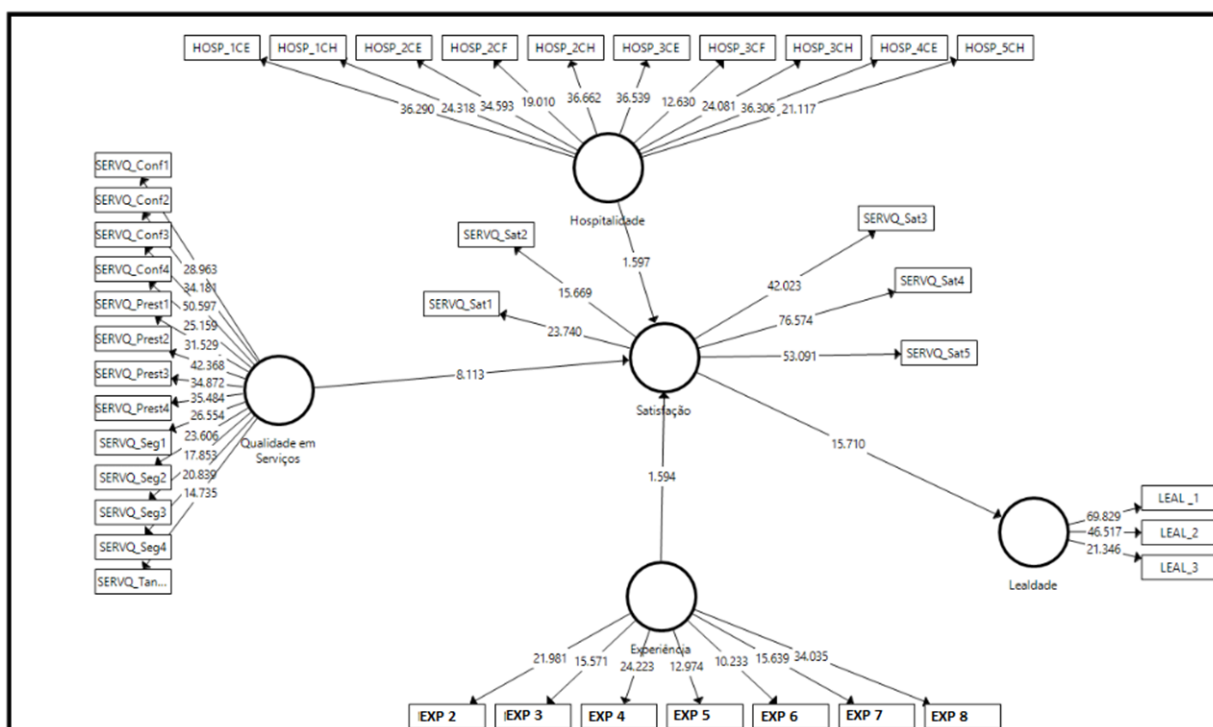 HOSP_1CE HOSP_1CH HOSP_2CE HOSP_2CF HOSP_2CH HOSP_3CE HOSP_3CF HOSP_3CH HOSP_4CE HOSP_5CH
36.290 24.318 34.593 19.010 36.662 36.539 12.630 24.081 36.306 21.117
Hospitalidade
1.597
SERVQ_Conf1
SERVQ_Conf2
SERVQ_Conf3
SERVQ_Conf4
SERVQ_Prest1
SERVQ_Prest2
SERVQ_Prest3
SERVQ_Prest4
SERVQ_Seg1
SERVQ_Seg2
SERVQ_Seg3
SERVQ_Seg4
SERVQ_Tan...
28.963
34.181
50.597
25.159
31.529
42.368
34.872
35.484
26.554
23.606
17.853
20.839
14.735
Qualidade em
Serviços
8.113
SERVQ_Sat2
15.669
SERVQ_Sat1
23.740
SERVQ_Sat3
42.023
SERVQ_Sat4
76.574
SERVQ_Sat5
53.091
Satisfação
15.710
1.594
LEAL _1
LEAL_2
LEAL_3
69.829
46.517
21.346
Lealdade
Experiência
21.981 15.571 24.223 12.974 10.233 15.639 34.035
EXP 2 EXP 3 EXP 4 EXP 5 EXP 6 EXP 7 EXP 8